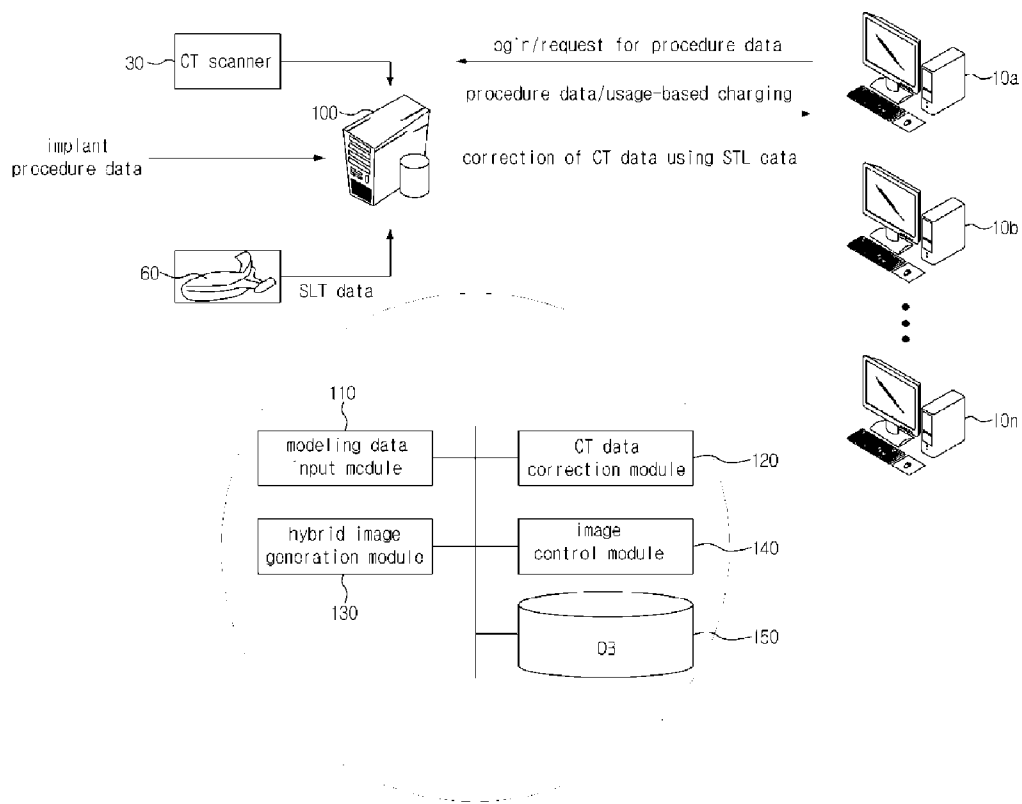 30
CT scanner
ogin/request for procedure data
10a
100
procedure data/usage-based charging
implant
procedure data
correction of CT data using STL cata
10b
60
SLT data
10n
110
modeling data
input module
CT data
correction module
120
hybrid image
generation module
130
image
control module
140
DB
150